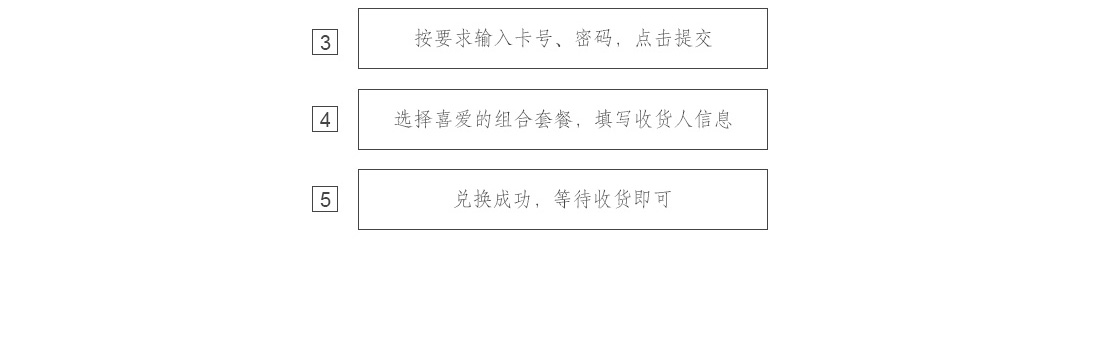 3 按要求输入卡号、密码，点击提交
4 选择喜爱的组合套餐，填写收货人信息
5 兑换成功，等待收货即可